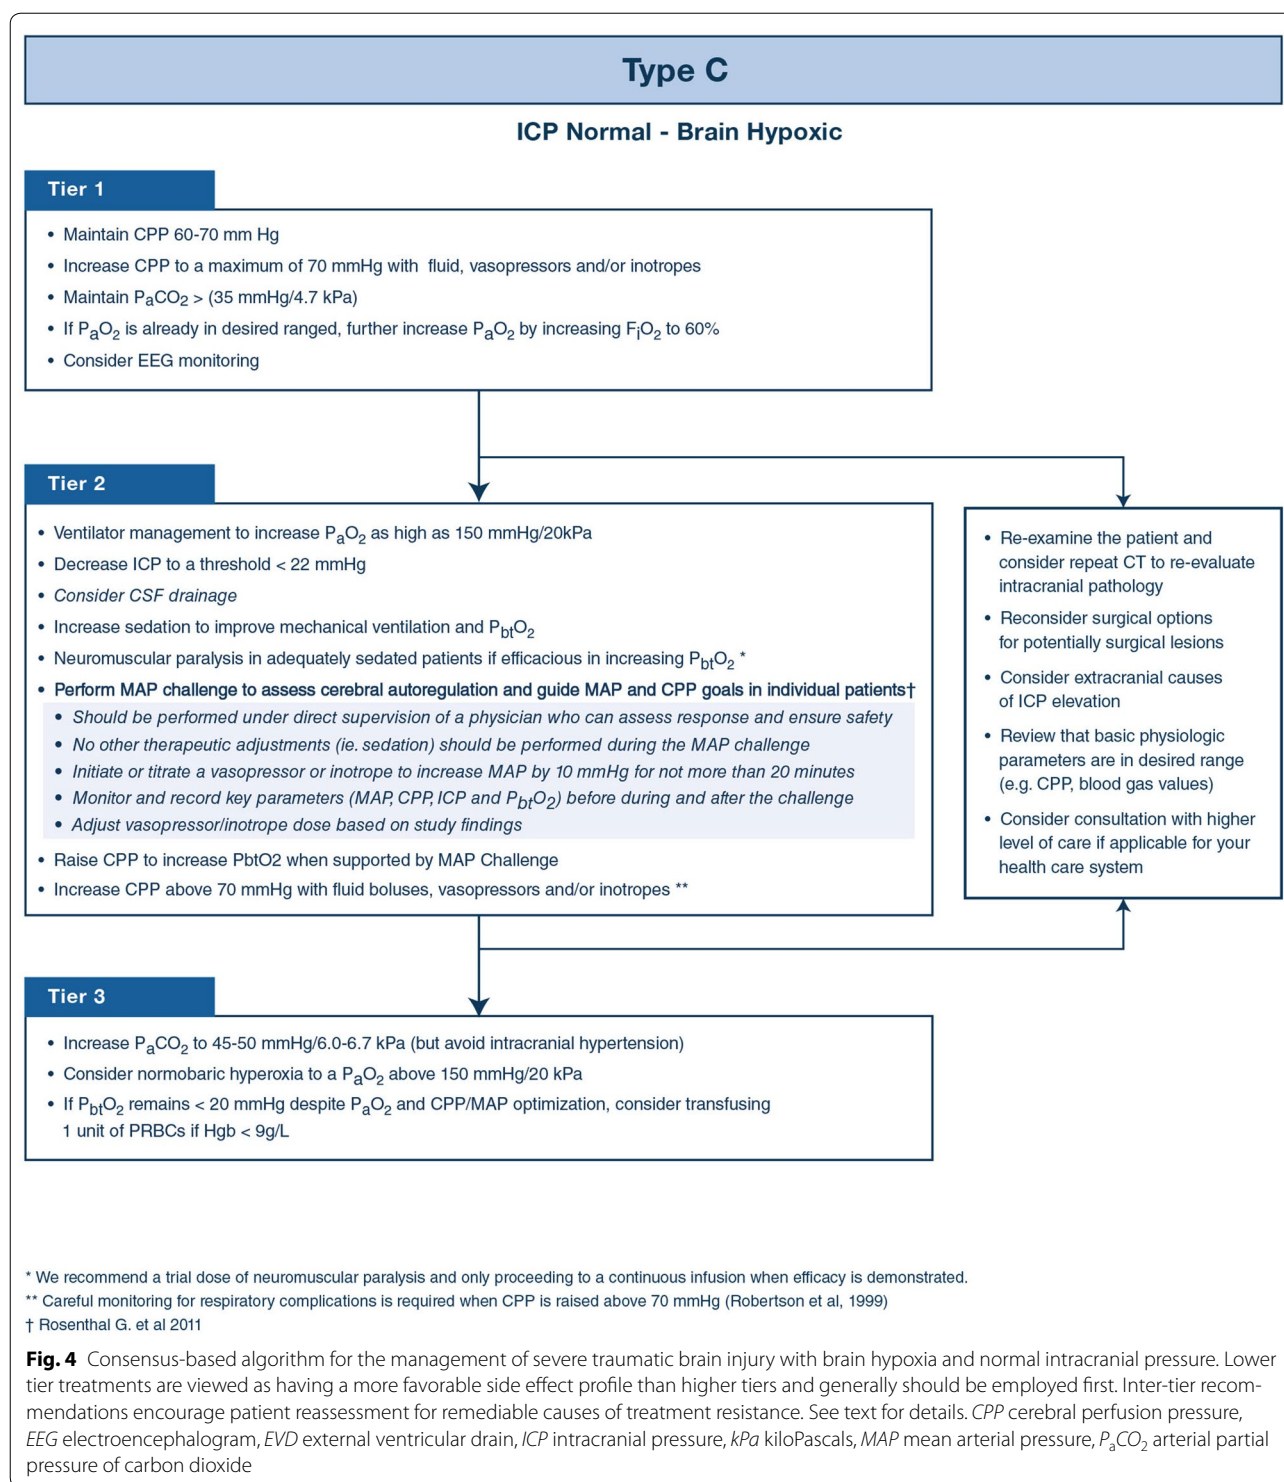 Type C
ICP Normal - Brain Hypoxic
Tier 1
• Maintain CPP 60-70 mm Hg
• Increase CPP to a maximum of 70 mmHg with fluid, vasopressors and/or inotropes
• Maintain PaCO2 > (35 mmHg/4.7 kPa)
• If PaO2 is already in desired ranged, further increase PaO2 by increasing FiO2 to 60%
• Consider EEG monitoring
Tier 2
• Ventilator management to increase PaO2 as high as 150 mmHg/20kPa
• Decrease ICP to a threshold < 22 mmHg
• Consider CSF drainage
• Increase sedation to improve mechanical ventilation and PbtO2
• Neuromuscular paralysis in adequately sedated patients if efficacious in increasing PbtO2 *
• Perform MAP challenge to assess cerebral autoregulation and guide MAP and CPP goals in individual patients†
• Should be performed under direct supervision of a physician who can assess response and ensure safety
• No other therapeutic adjustments (ie. sedation) should be performed during the MAP challenge
• Initiate or titrate a vasopressor or inotrope to increase MAP by 10 mmHg for not more than 20 minutes
• Monitor and record key parameters (MAP, CPP, ICP and PbtO2) before during and after the challenge
• Adjust vasopressor/inotrope dose based on study findings
• Raise CPP to increase PbtO2 when supported by MAP Challenge
• Increase CPP above 70 mmHg with fluid boluses, vasopressors and/or inotropes **
• Re-examine the patient and
consider repeat CT to re-evaluate
intracranial pathology
• Reconsider surgical options
for potentially surgical lesions
• Consider extracranial causes
of ICP elevation
• Review that basic physiologic
parameters are in desired range
(e.g. CPP, blood gas values)
• Consider consultation with higher
level of care if applicable for your
health care system
Tier 3
• Increase PaCO2 to 45-50 mmHg/6.0-6.7 kPa (but avoid intracranial hypertension)
• Consider normobaric hyperoxia to a PaO2 above 150 mmHg/20 kPa
• If PbtO2 remains < 20 mmHg despite PaO2 and CPP/MAP optimization, consider transfusing
1 unit of PRBCs if Hgb < 9g/L
* We recommend a trial dose of neuromuscular paralysis and only proceeding to a continuous infusion when efficacy is demonstrated.
** Careful monitoring for respiratory complications is required when CPP is raised above 70 mmHg (Robertson et al, 1999)
† Rosenthal G. et al 2011
Fig. 4 Consensus-based algorithm for the management of severe traumatic brain injury with brain hypoxia and normal intracranial pressure. Lower
tier treatments are viewed as having a more favorable side effect profile than higher tiers and generally should be employed first. Inter-tier recom-
mendations encourage patient reassessment for remediable causes of treatment resistance. See text for details. CPP cerebral perfusion pressure,
EEG electroencephalogram, EVD external ventricular drain, ICP intracranial pressure, kPa kiloPascals, MAP mean arterial pressure, PaCO2 arterial partial
pressure of carbon dioxide